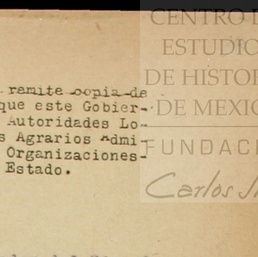 remite copia de
que este Gobier-
Autoridades Lo-
s Agrarios Admi-
Organizaciones-
Estado.
CENTRO D
ESTUDIO
DE HISTOR
DE MEXIC
FUNDACI
Carlos